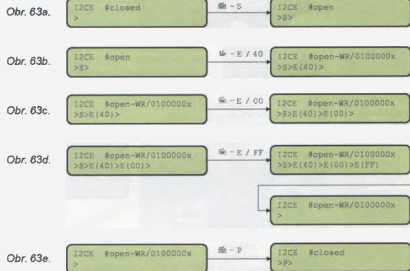 Obr. 63a.
I2CE #closed
>
- S
I2CE #open
>S>
Obr. 63b.
I2CE #open
>S>
- E / 40
I2CE #open-WR/0100000x
>S>E(40)>
Obr. 63c.
I2CE #open-WR/0100000x
>S>E(40)>
- E / 00
I2CE #open-WR/0100000x
>S>E(40)>E(00)>
Obr. 63d.
I2CE #open-WR/0100000x
>S>E(40)>E(00)>
- E / FF
I2CE #open-WR/0100000x
>S>E(40)>E(00)>E(FF)
I2CE #open-WR/0100000x
>
Obr. 63e.
I2CE #open-WR/0100000x
>
- P
I2CE #closed
>P>